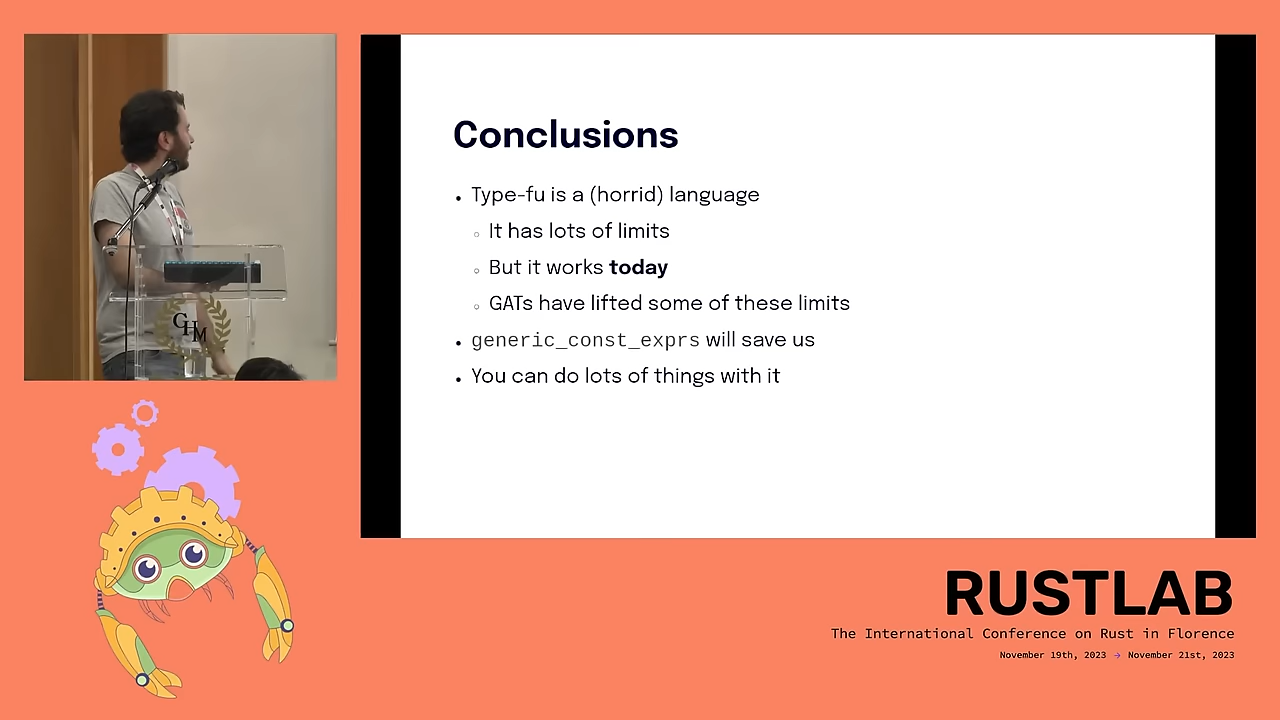 Conclusions
• Type-fu is a (horrid) language
◦ It has lots of limits
◦ But it works today
◦ GATs have lifted some of these limits
• generic_const_exprs will save us
• You can do lots of things with it
GHM
RUSTLAB
The International Conference on Rust in Florence
November 19th, 2023 → November 21st, 2023